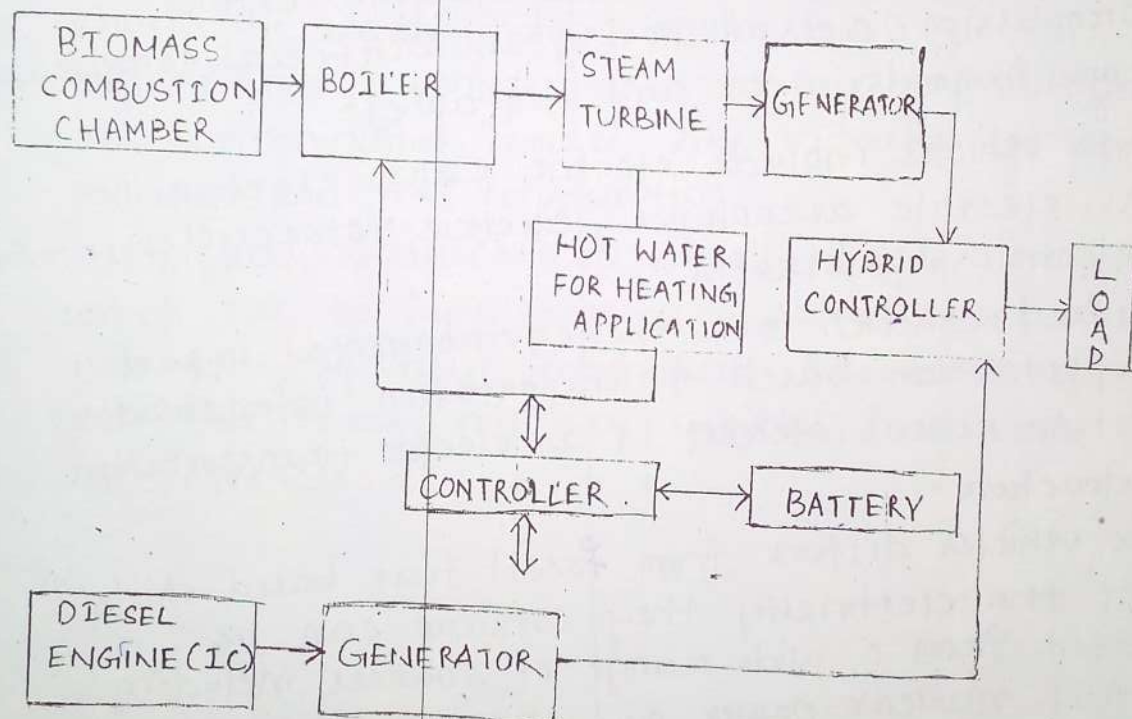 BIOMASS
COMBUSTION
CHAMBER
BOILER
STEAM
TURBINE
GENERATOR
HOT WATER
FOR HEATING
APPLICATION
HYBRID
CONTROLLER
L
O
A
D
CONTROLLER.
BATTERY
DIESEL
ENGINE (IC)
GENERATOR